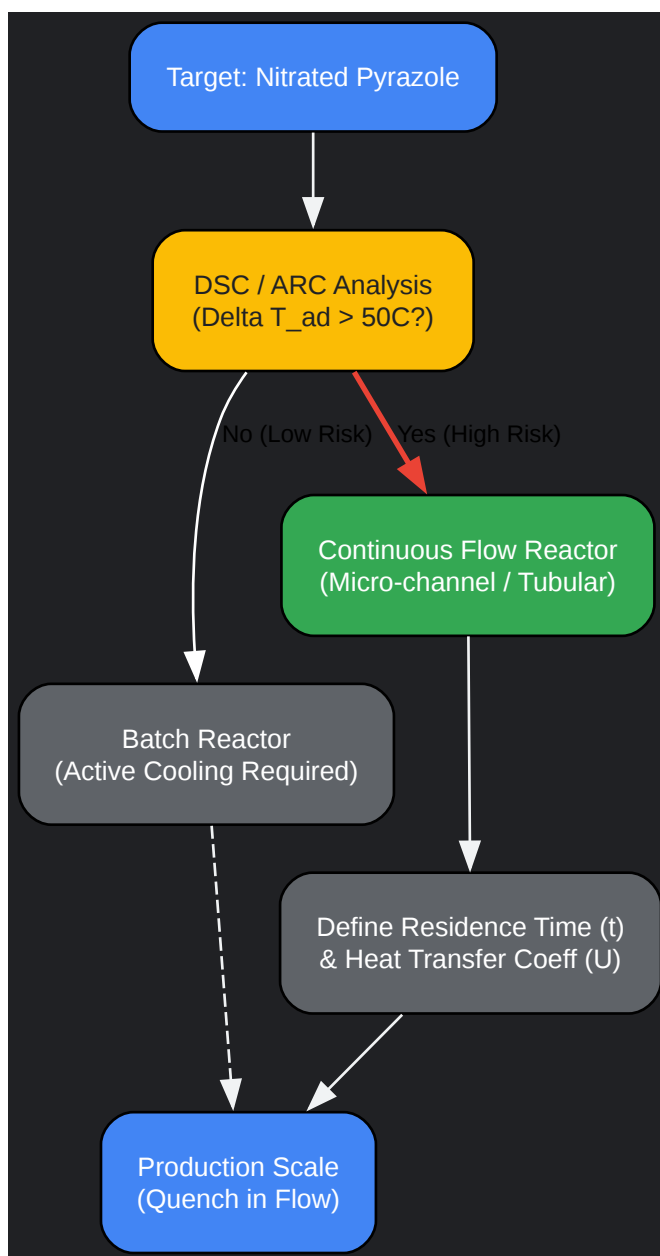 Target: Nitrated Pyrazole
DSC / ARC Analysis
(Delta T_ad > 50C?)
No (Low Risk)
Yes (High Risk)
Continuous Flow Reactor
(Micro-channel / Tubular)
Batch Reactor
(Active Cooling Required)
Define Residence Time (t)
& Heat Transfer Coeff (U)
Production Scale
(Quench in Flow)